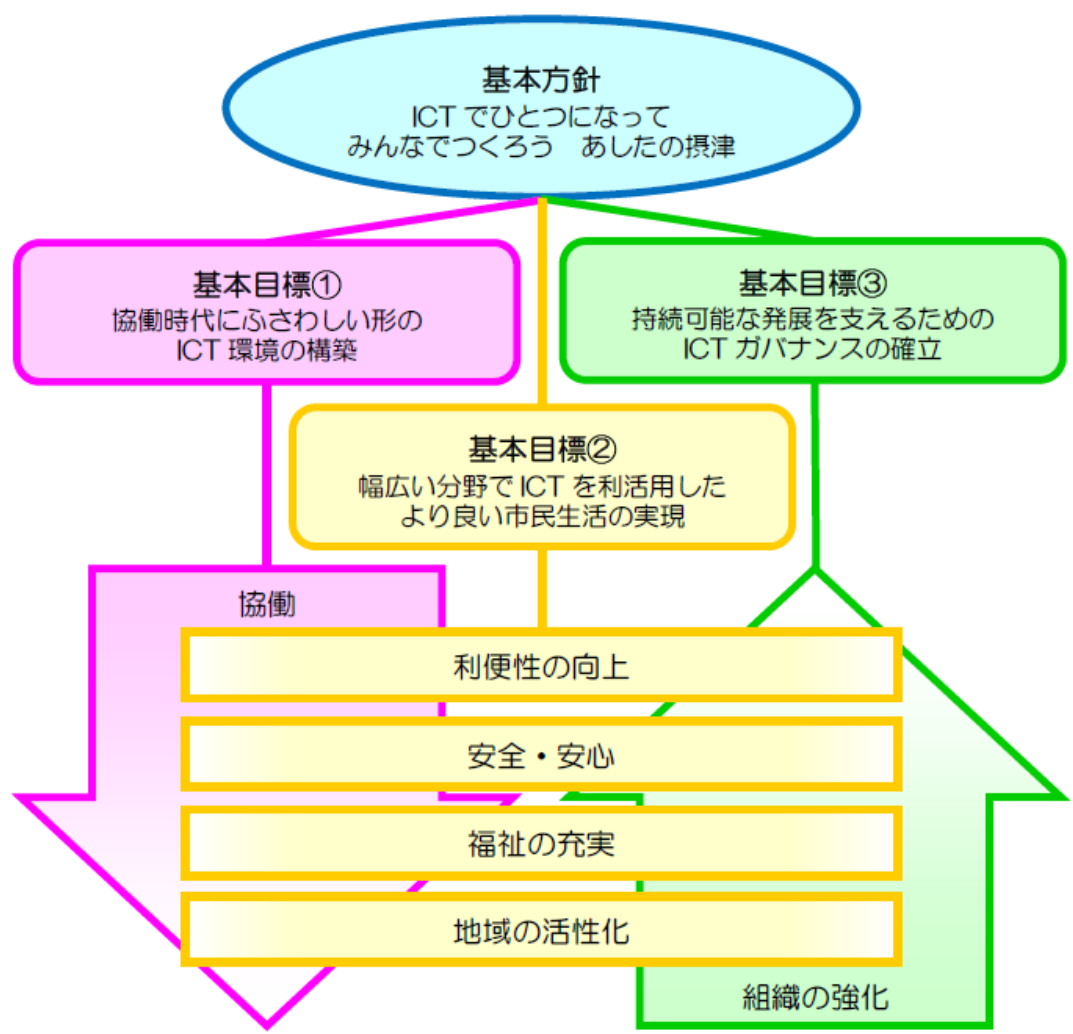 基本方針
ICT でひとつになって
みんなでつくろう　あしたの摂津
基本目標①
協働時代にふさわしい形の
ICT 環境の構築
基本目標③
持続可能な発展を支えるための
ICT ガバナンスの確立
基本目標②
幅広い分野で ICT を利活用した
より良い市民生活の実現
協働
利便性の向上
安全・安心
福祉の充実
地域の活性化
組織の強化